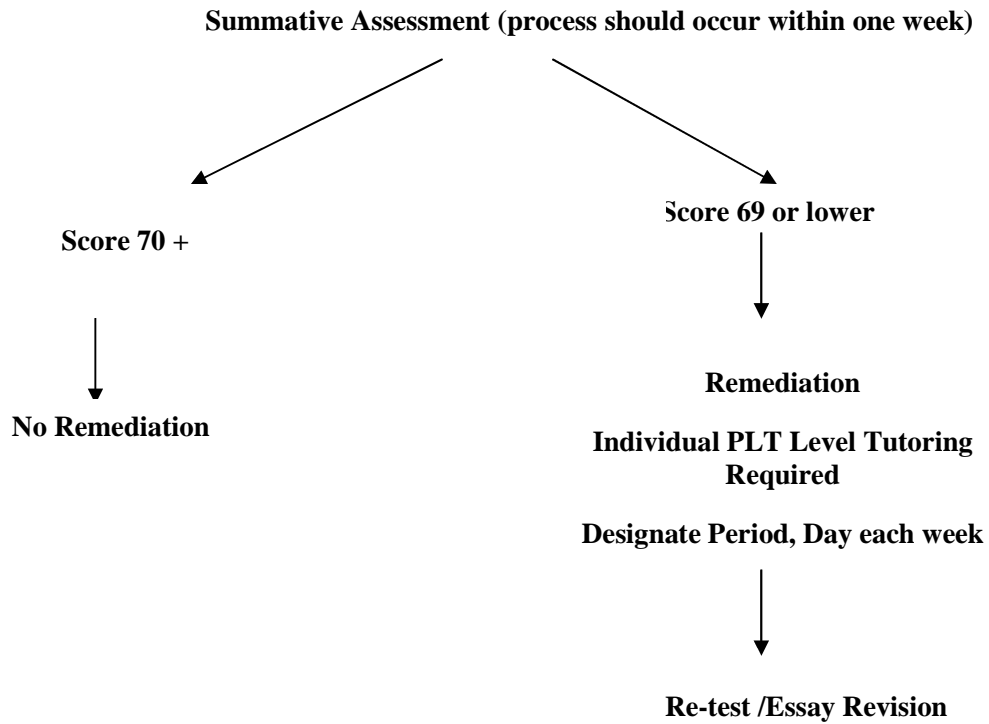 Summative Assessment (process should occur within one week)
Score 70 +
No Remediation
Score 69 or lower
Remediation
Individual PLT Level Tutoring
Required
Designate Period, Day each week
Re-test /Essay Revision